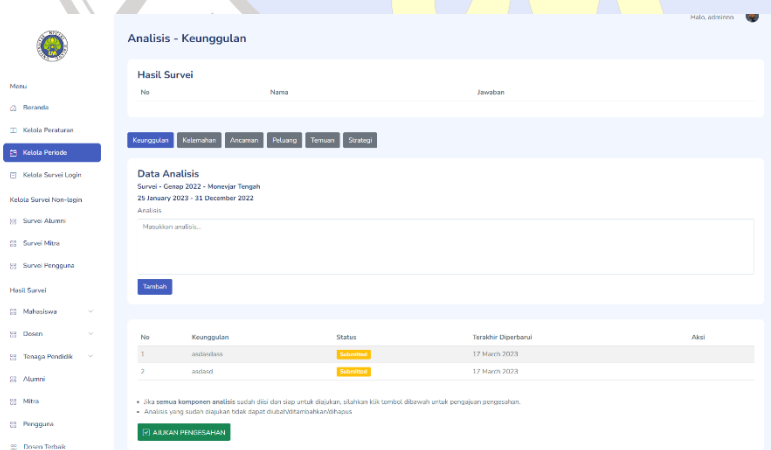 Halo, adminnis
Analisis - Keunggulan
Menu
Beranda
Kelola Peraturan
Kelola Periode
Kelola Survei Login
Kelola Survei Non-login
Survei Alumni
Survei Mitra
Survei Pengguna
Hasil Survei
Mahasiswa
Dosen
Tenaga Pendidik
Alumni
Mitra
Pengguna
Dosen Terbaik
Hasil Survei
No Nama Jawaban
Keunggulan Kelemahan Ancaman Peluang Temuan Strategi
Data Analisis
Survei - Genap 2022 - Monevjar Tengah
25 January 2023 - 31 December 2022
Analisis
Masukkan analisis...
Tambah
No Keunggulan Status Terakhir Diperbarui Aksi
1 Submitted 17 March 2023
2 asdasd Submitted 17 March 2023
Jika semua komponen analisis sudah diisi dan siap untuk diajukan, silahkan klik tombol dibawah untuk pengajuan pengesahan.
Analisis yang sudah diajukan tidak dapat diubah/ditambahkan/dihapus
AJUKAN PENGESAHAN